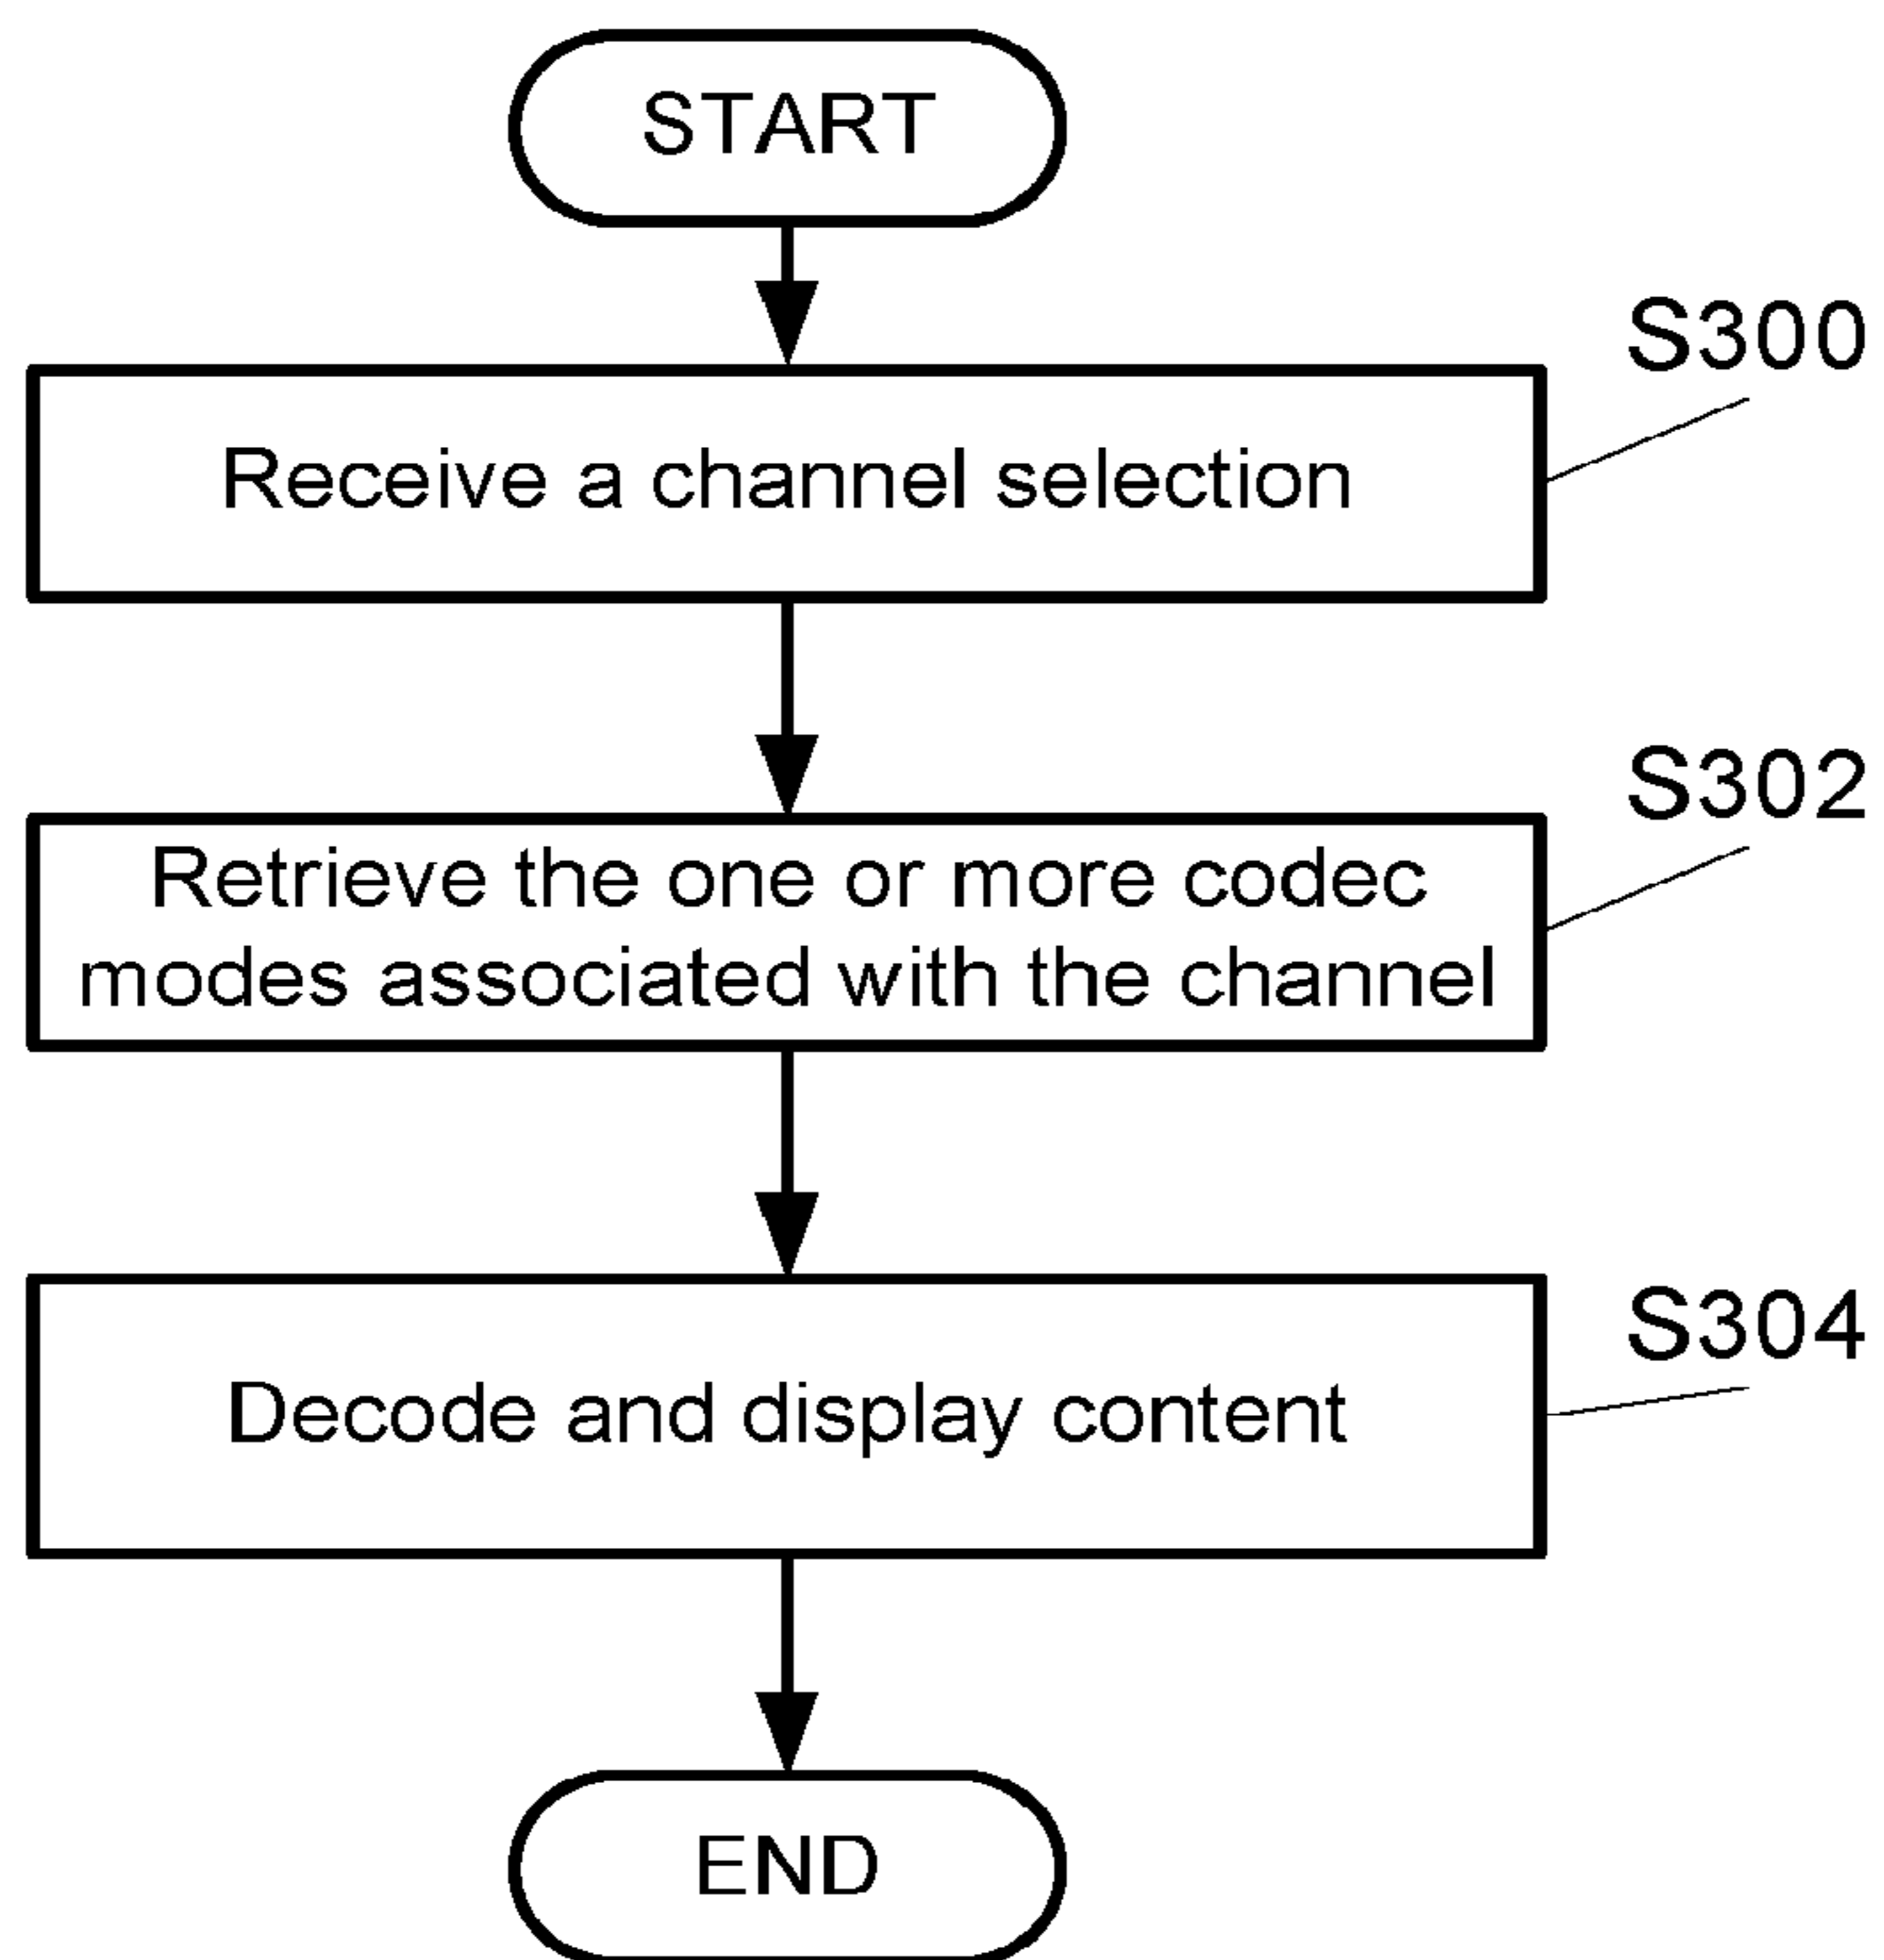 START
S300
Receive a channel selection
S302
Retrieve the one or more codec
modes associated with the channel
S304
Decode and display content
END